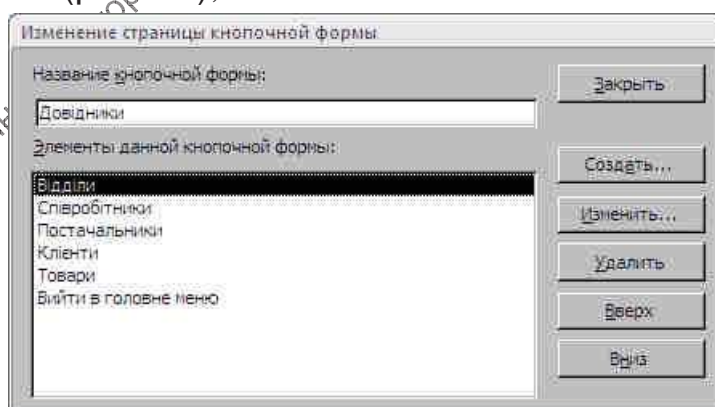 Изменение страницы кнопочной формы
Название кнопочной формы:
Закрыть
Довідники
Элементы данной кнопочной формы:
Создать...
Відділи
Співробітники
Изменить...
Постачальники
Клієнти
Удалить
Товари
Вийти в головне меню
Вверх
Вниз